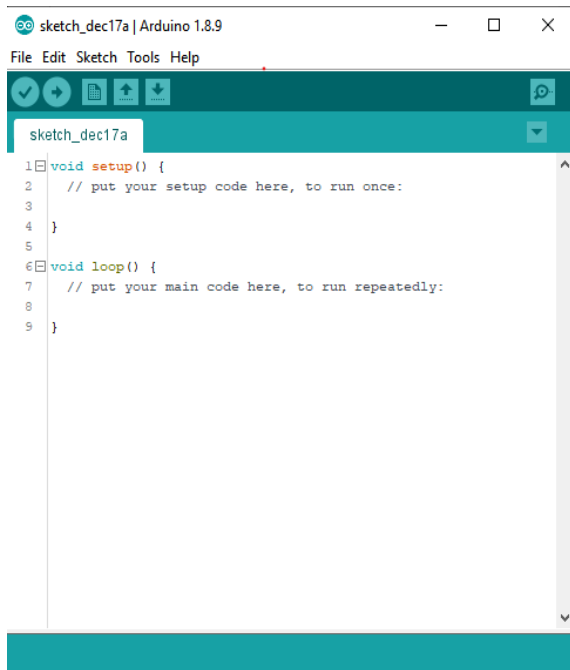 sketch_dec17a | Arduino 1.8.9
File Edit Sketch Tools Help
sketch_dec17a
1 void setup() {
2 // put your setup code here, to run once:
3
4 }
5
6 void loop() {
7 // put your main code here, to run repeatedly:
8
9 }